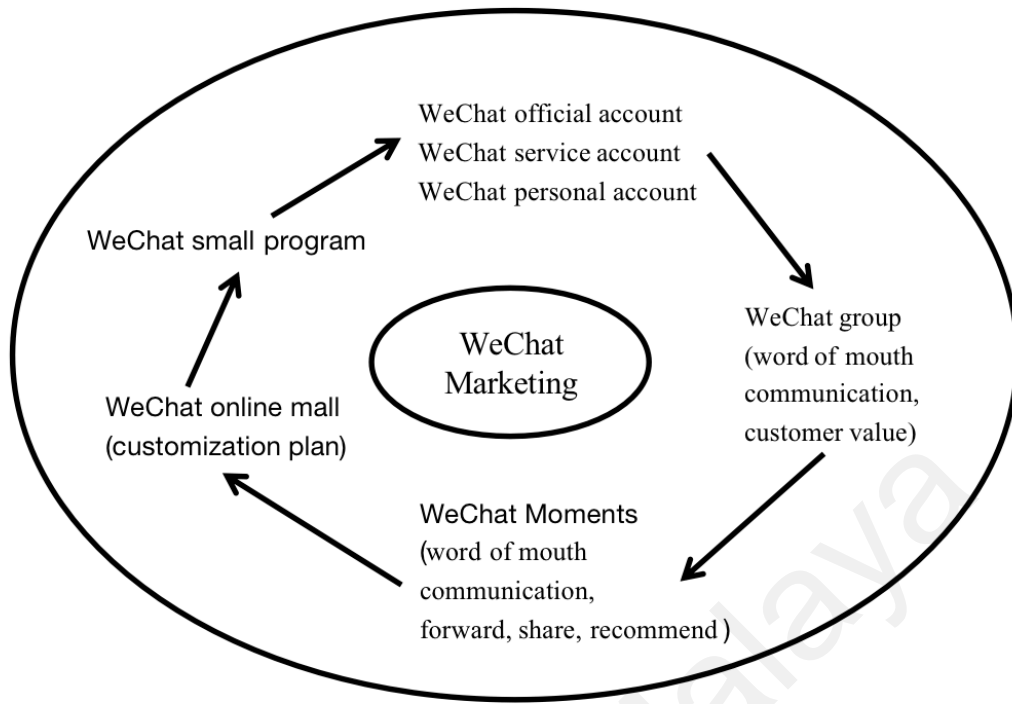 WeChat official account
WeChat service account
WeChat personal account
WeChat small program
WeChat group
(word of mouth
communication,
customer value)
WeChat
Marketing
WeChat online mall
(customization plan)
WeChat Moments
(word of mouth
communication,
forward, share, recommend)
alaya